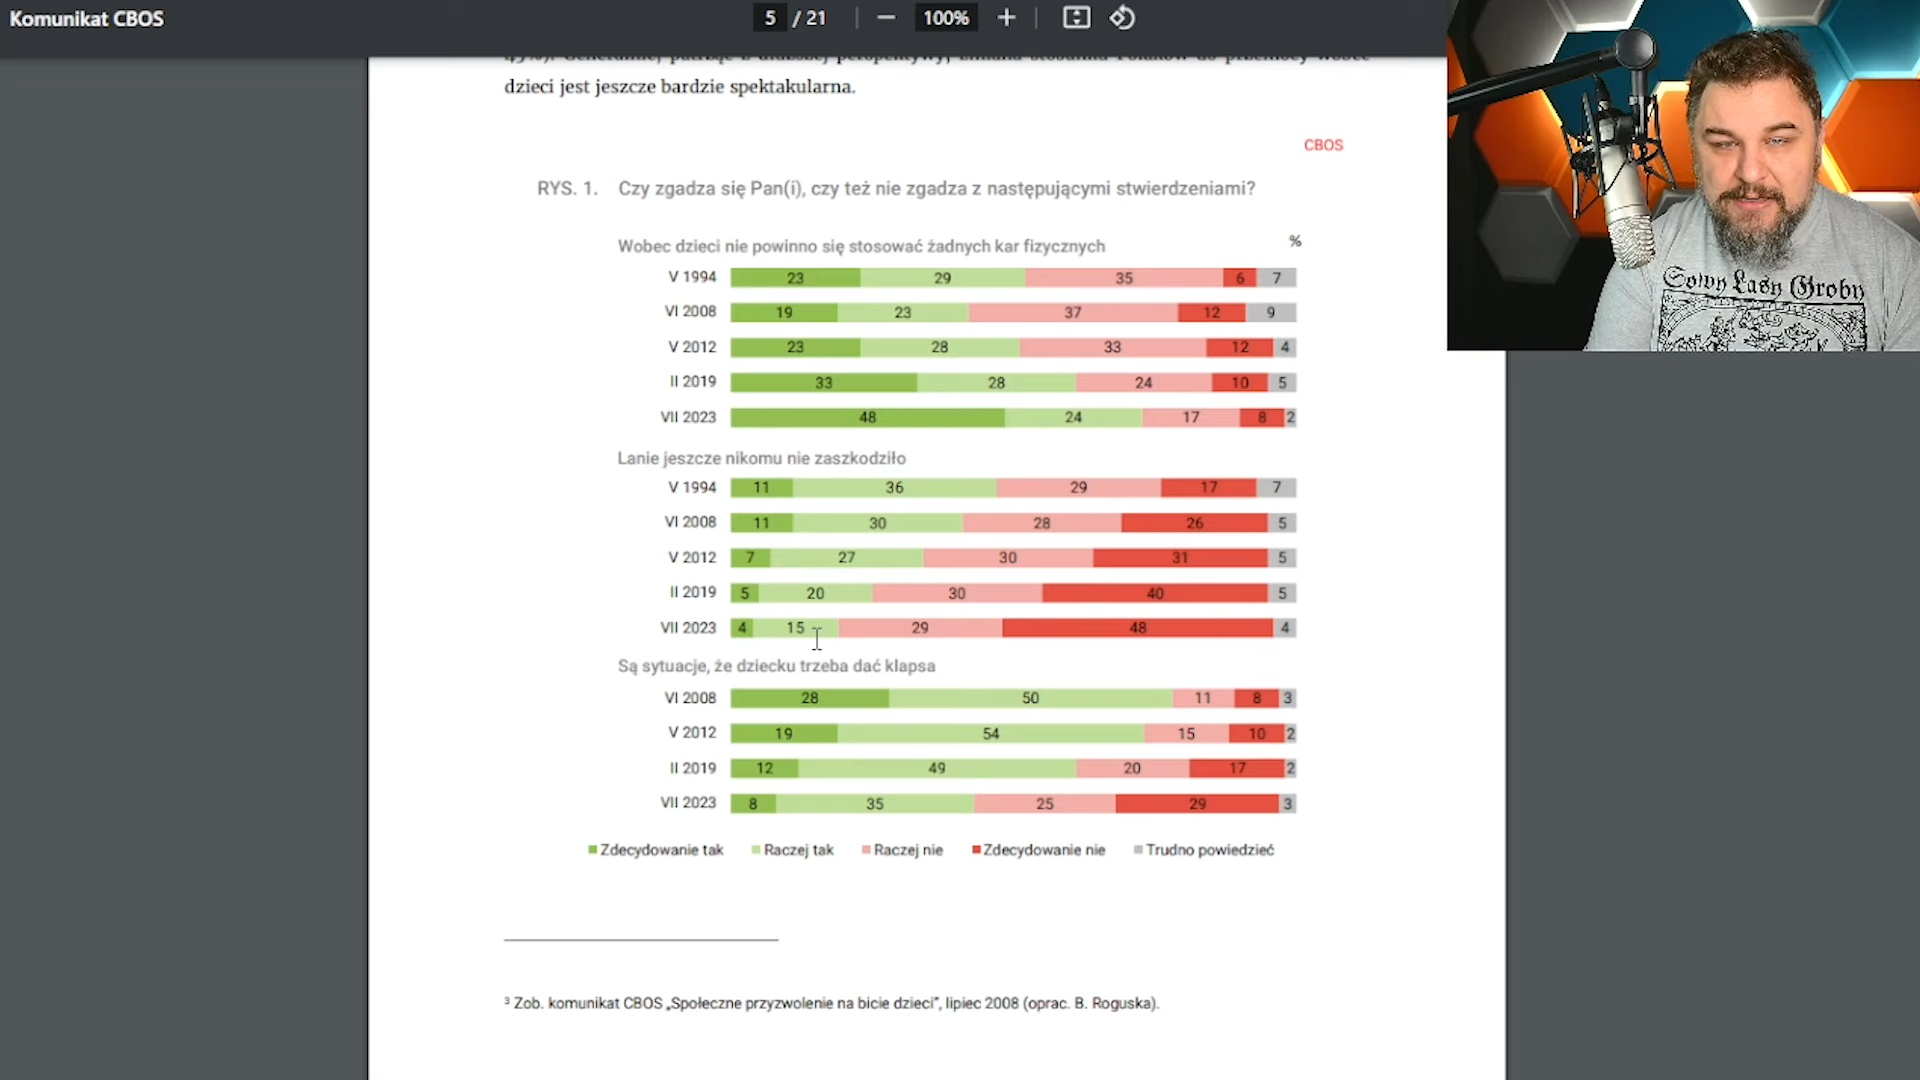 Komunikat CBOS
5 / 21
100%
dzieci jest jeszcze bardzie spektakularna.
CBOS
RYS. 1. Czy zgadza się Pan(i), czy też nie zgadza z następującymi stwierdzeniami?
Wobec dzieci nie powinno się stosować żadnych kar fizycznych %
V 1994 23 29 35 6 7
VI 2008 19 23 37 12 9
V 2012 23 28 33 12 4
II 2019 33 28 24 10 5
VII 2023 48 24 17 8 2
Lanie jeszcze nikomu nie zaszkodziło
V 1994 11 36 29 17 7
VI 2008 11 30 28 26 5
V 2012 7 27 30 31 5
II 2019 5 20 30 40 5
VII 2023 4 15 29 48 4
Są sytuacje, że dziecku trzeba dać klapsa
VI 2008 28 50 11 8 3
V 2012 19 54 15 10 2
II 2019 12 49 20 17 2
VII 2023 8 35 25 29 3
Zdecydowanie tak Raczej tak Raczej nie Zdecydowanie nie Trudno powiedzieć
³ Zob. komunikat CBOS „Społeczne przyzwolenie na bicie dzieci", lipiec 2008 (oprac. B. Roguska).
Sowy Lasy Groby